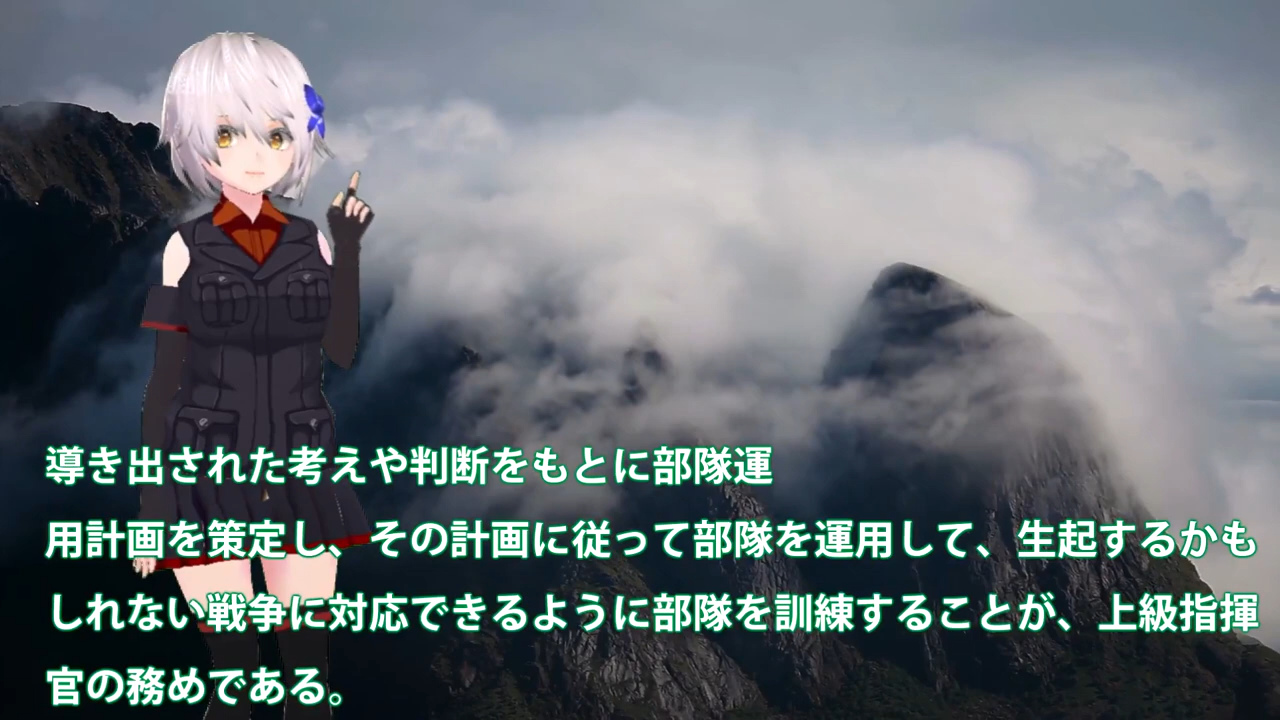 導き出された考えや判断をもとに部隊運
用計画を策定し、その計画に従って部隊を運用して、生起するかも
しれない戦争に対応できるように部隊を訓練することが、上級指揮
官の務めである。